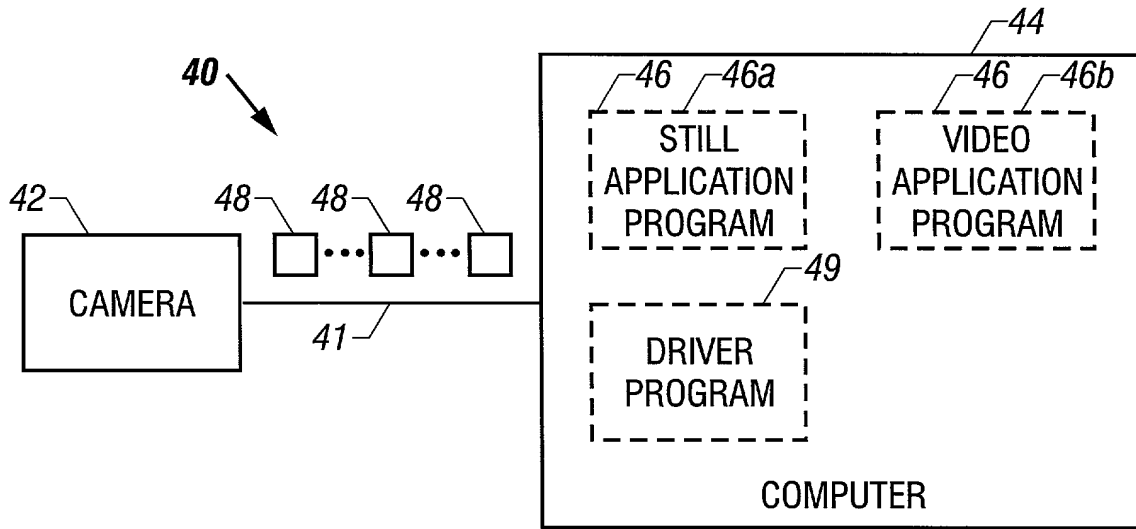 44
40
46 46a 46 46b
STILL
APPLICATION
PROGRAM
VIDEO
APPLICATION
PROGRAM
42 48 48 48
CAMERA
41
49
DRIVER
PROGRAM
COMPUTER